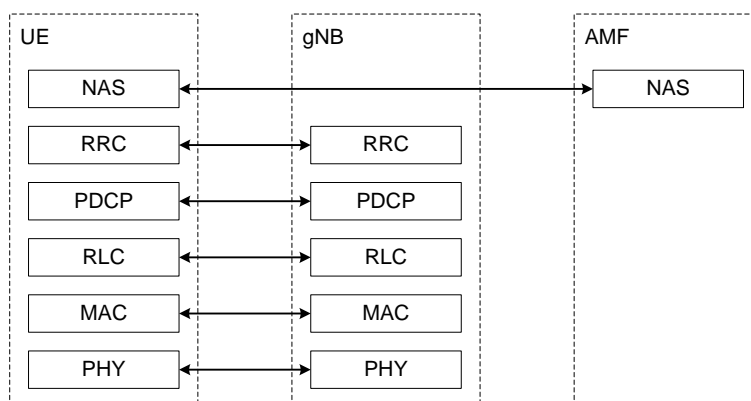 UE gNB AMF
NAS NAS
RRC RRC
PDCP PDCP
RLC RLC
MAC MAC
PHY PHY